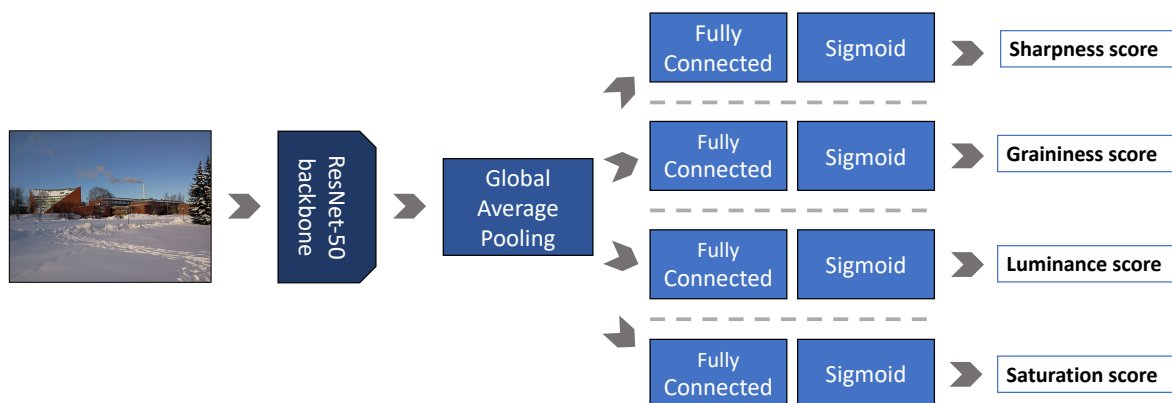 ResNet-50
backbone
Global
Average
Pooling
Fully
Connected
Sigmoid
Sharpness score
Fully
Connected
Sigmoid
Graininess score
Fully
Connected
Sigmoid
Luminance score
Fully
Connected
Sigmoid
Saturation score